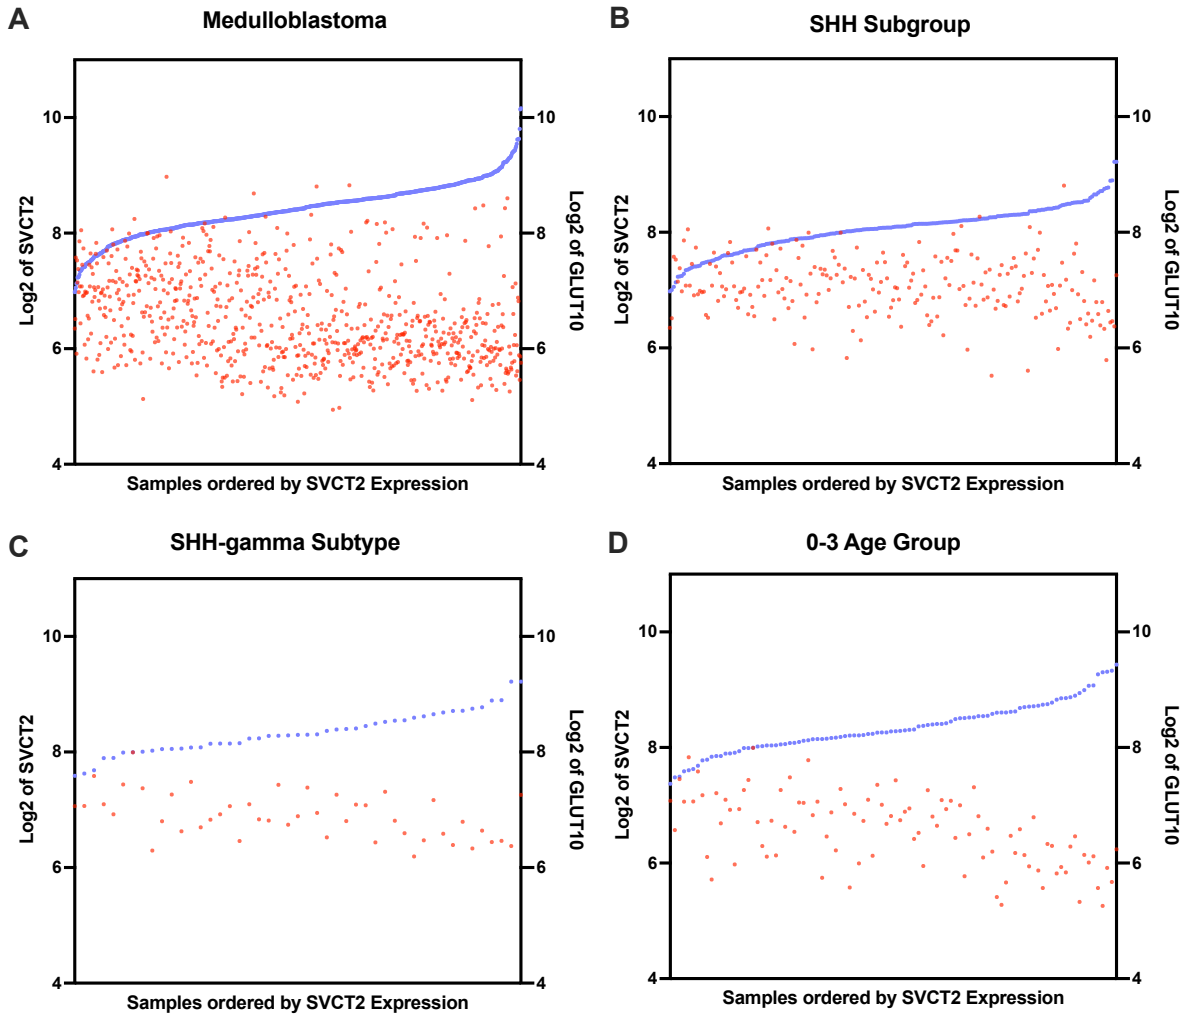 A
Medulloblastoma
10
8
6
4
Log2 of SVCT2
10
8
6
4
Log2 of GLUT10
Samples ordered by SVCT2 Expression
B
SHH Subgroup
10
8
6
4
Log2 of SVCT2
10
8
6
4
Log2 of GLUT10
Samples ordered by SVCT2 Expression
C
SHH-gamma Subtype
10
8
6
4
Log2 of SVCT2
10
8
6
4
Log2 of GLUT10
Samples ordered by SVCT2 Expression
D
0-3 Age Group
10
8
6
4
Log2 of SVCT2
10
8
6
4
Log2 of GLUT10
Samples ordered by SVCT2 Expression